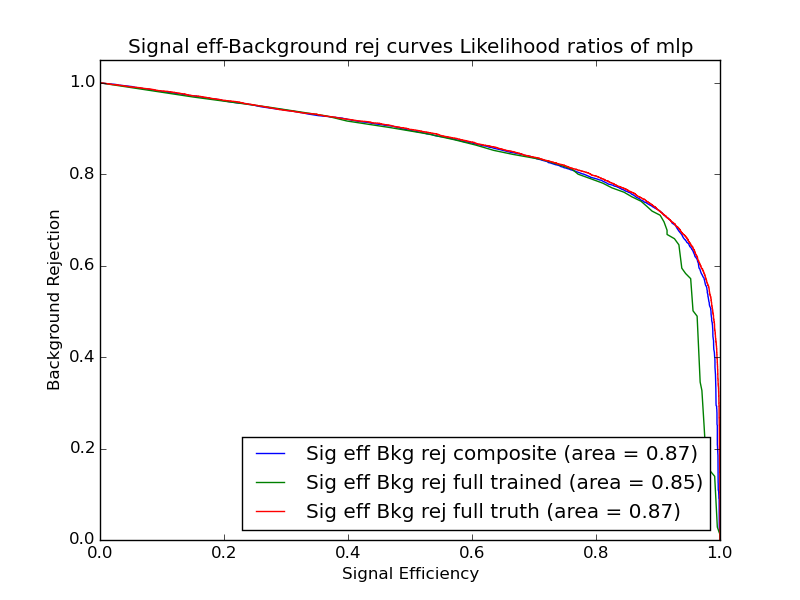 Signal eff-Background rej curves Likelihood ratios of mlp
1.0
0.8
0.6
0.4
0.2
0.0
Background Rejection
Sig eff Bkg rej composite (area = 0.87)
Sig eff Bkg rej full trained (area = 0.85)
Sig eff Bkg rej full truth (area = 0.87)
0.0 0.2 0.4 0.6 0.8 1.0
Signal Efficiency